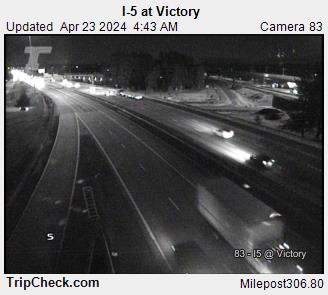 I-5 at Victory
Updated Apr 23 2024 4:43 AM Camera 83
S
83 - I5 @ Victory
TripCheck.com Milepost306.80